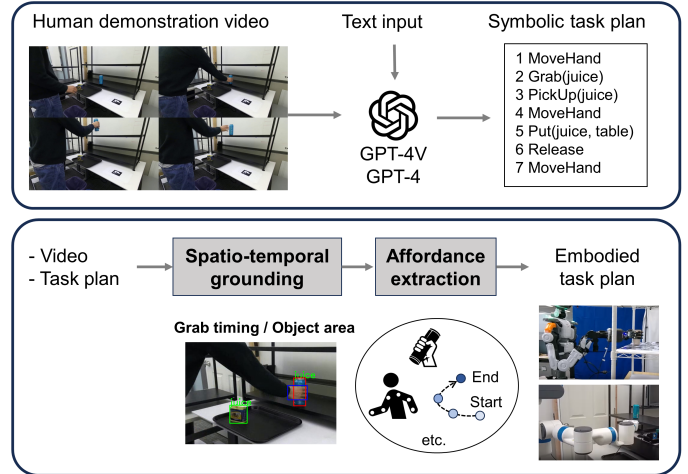 Human demonstration video
Text input
Symbolic task plan
GPT-4V
GPT-4
1 MoveHand
2 Grab(juice)
3 PickUp(juice)
4 MoveHand
5 Put(juice, table)
6 Release
7 MoveHand
- Video
- Task plan
Spatio-temporal
grounding
Affordance
extraction
Embodied
task plan
Grab timing / Object area
juice
End
Start
etc.